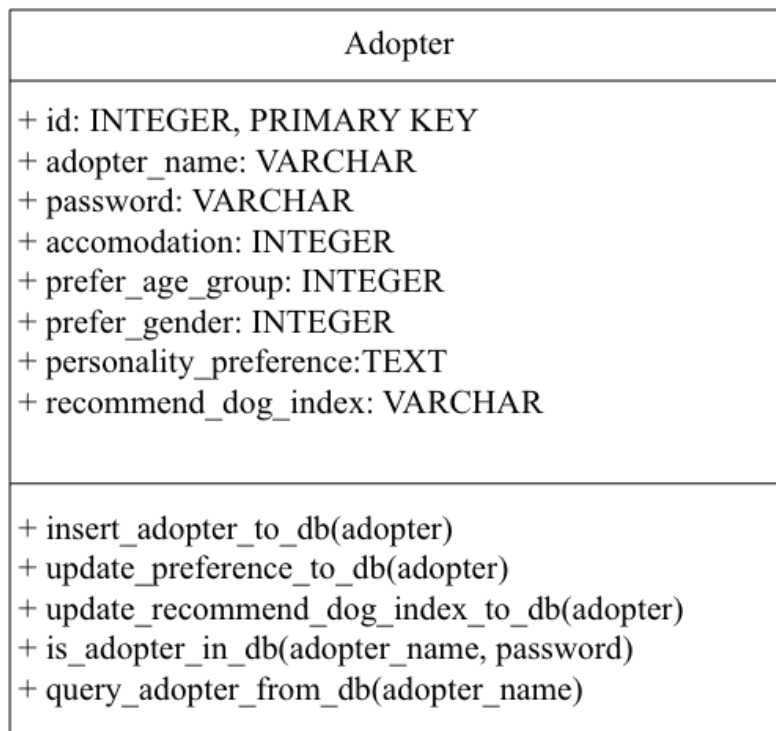 Adopter
+ id: INTEGER, PRIMARY KEY
+ adopter_name: VARCHAR
+ password: VARCHAR
+ accomodation: INTEGER
+ prefer_age_group: INTEGER
+ prefer_gender: INTEGER
+ personality_preference:TEXT
+ recommend_dog_index: VARCHAR
+ insert_adopter_to_db(adopter)
+ update_preference_to_db(adopter)
+ update_recommend_dog_index_to_db(adopter)
+ is_adopter_in_db(adopter_name, password)
+ query_adopter_from_db(adopter_name)